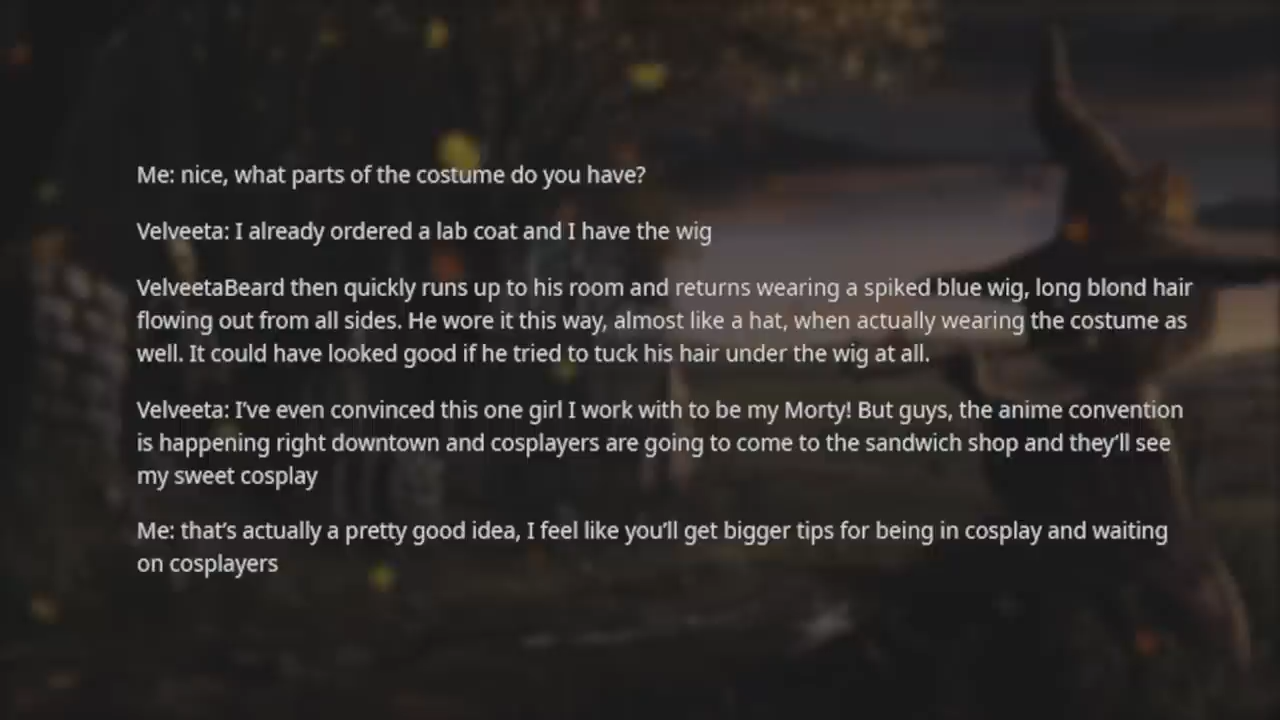 Me: nice, what parts of the costume do you have?
Velveeta: I already ordered a lab coat and I have the wig
VelveetaBeard then quickly runs up to his room and returns wearing a spiked blue wig, long blond hair
flowing out from all sides. He wore it this way, almost like a hat, when actually wearing the costume as
well. It could have looked good if he tried to tuck his hair under the wig at all.
Velveeta: I’ve even convinced this one girl I work with to be my Morty! But guys, the anime convention
is happening right downtown and cosplayers are going to come to the sandwich shop and they’ll see
my sweet cosplay
Me: that’s actually a pretty good idea, I feel like you’ll get bigger tips for being in cosplay and waiting
on cosplayers